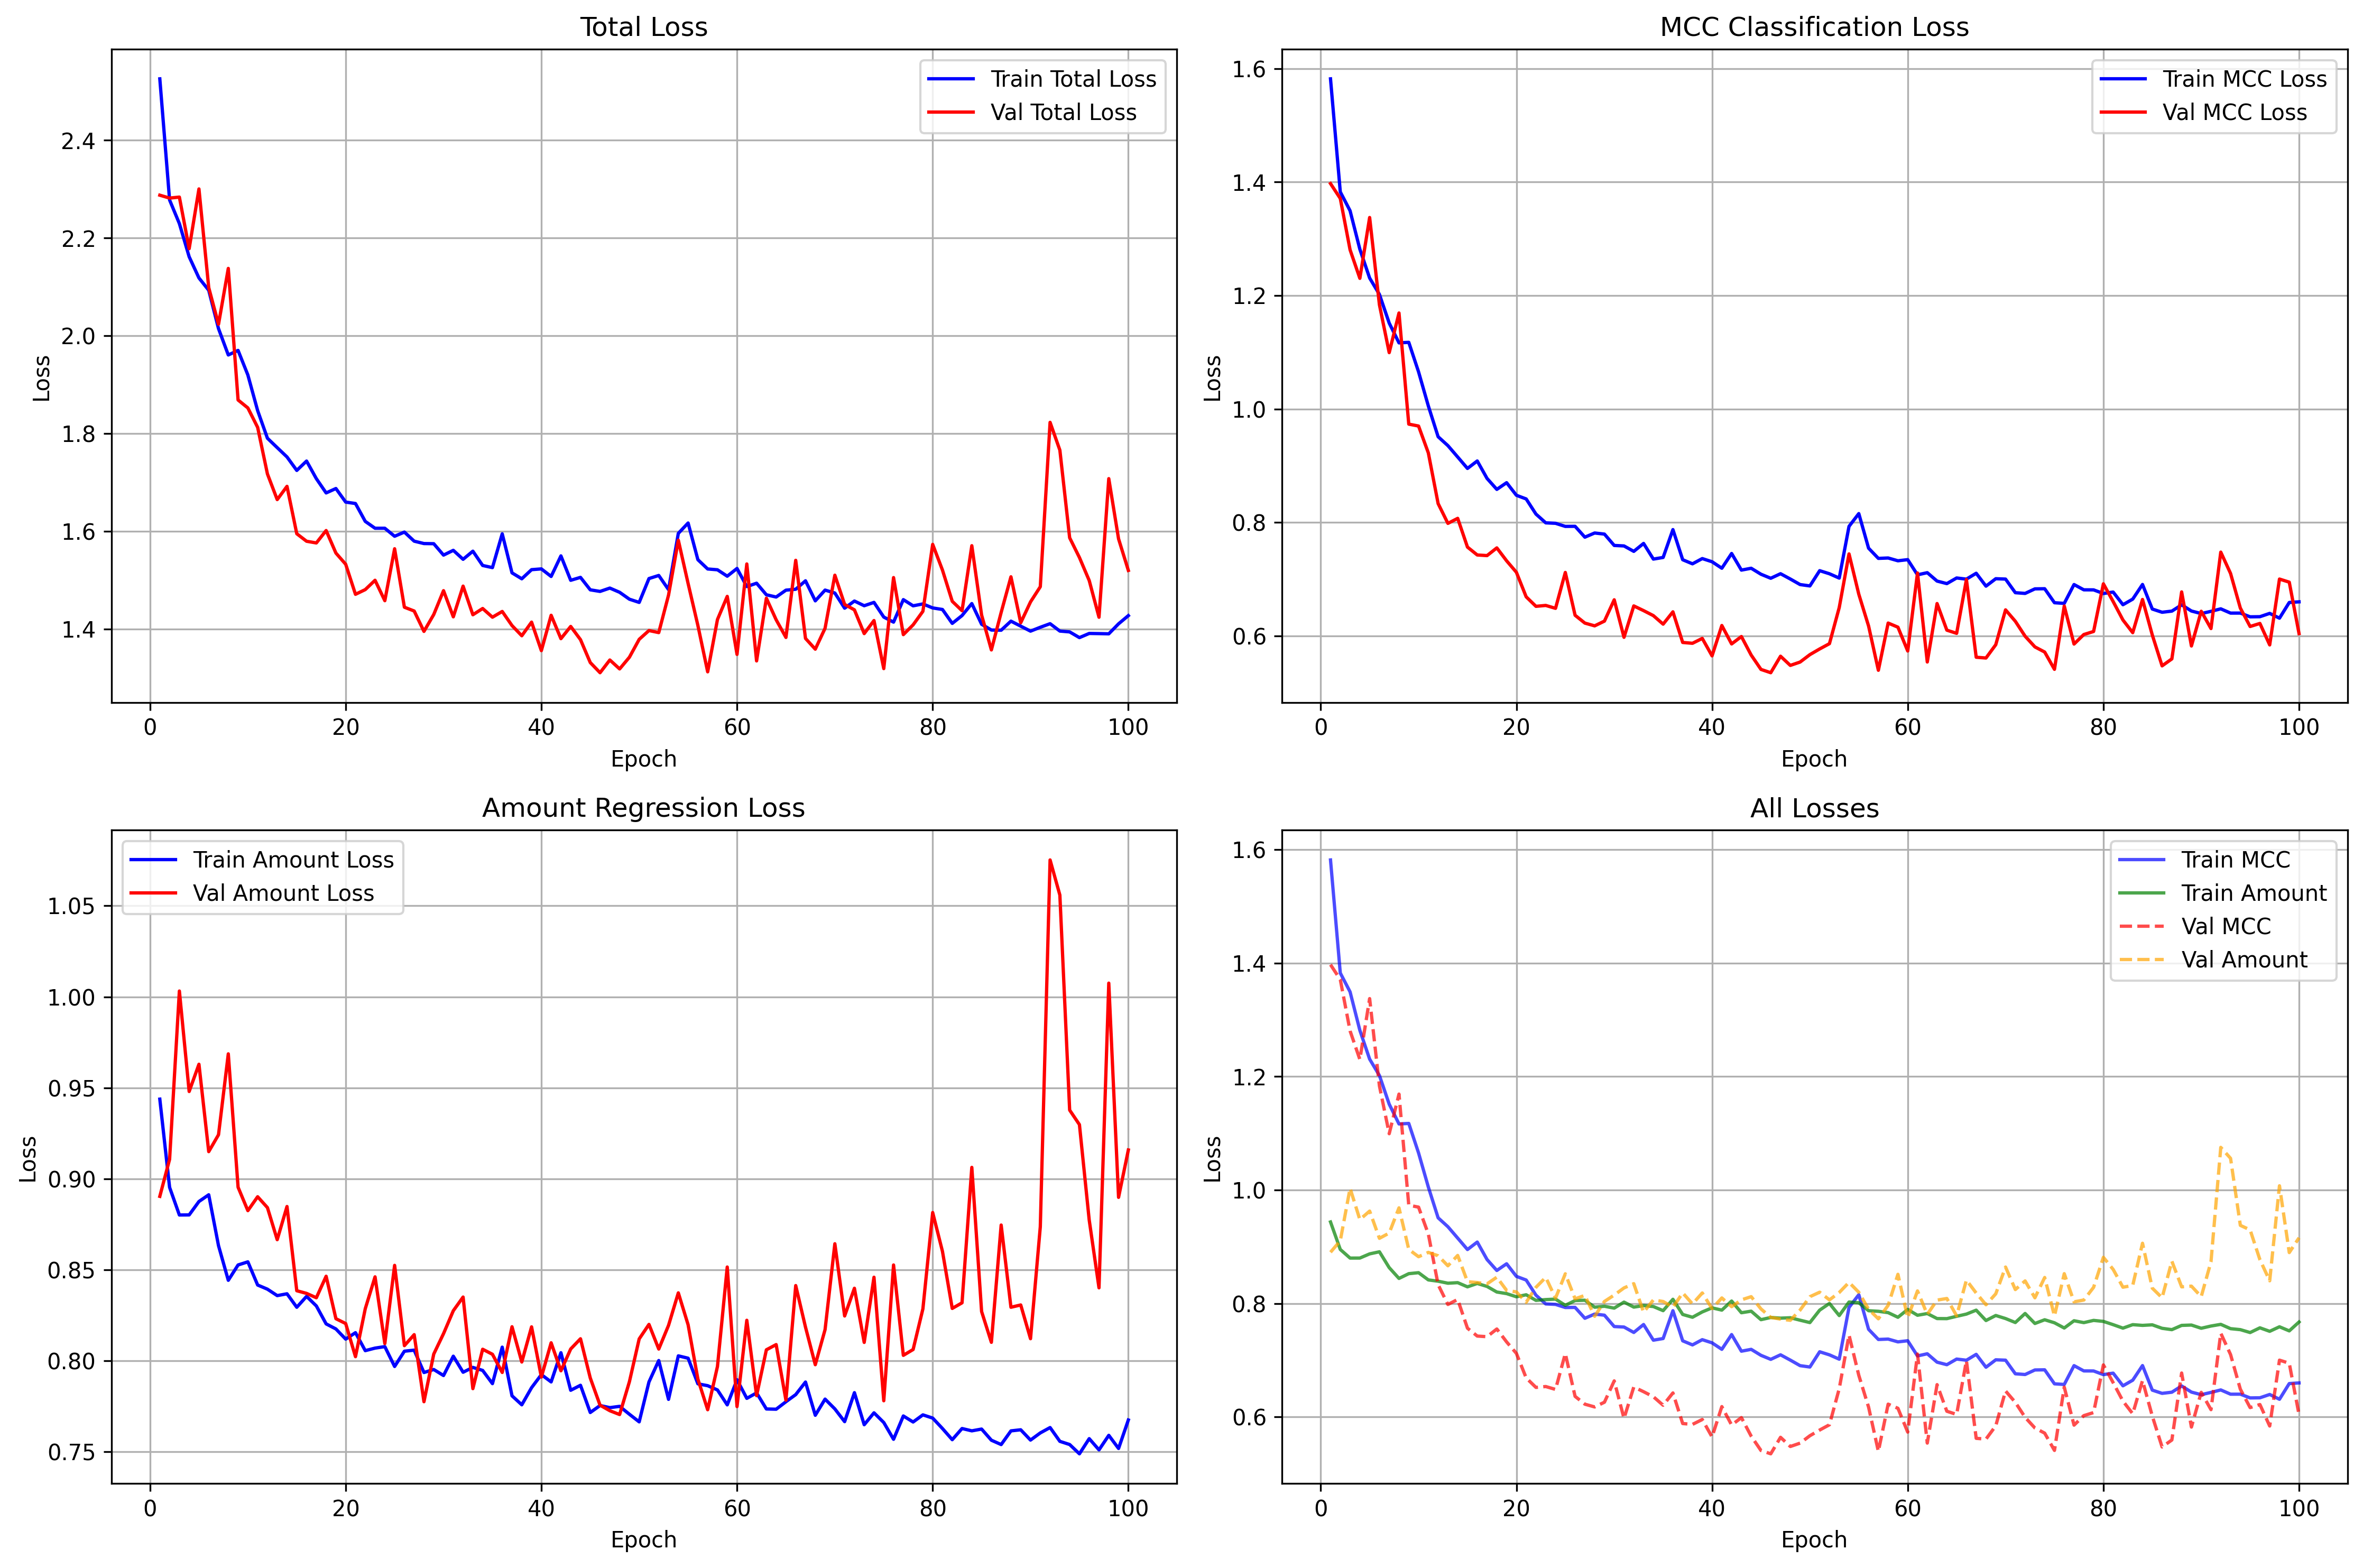 Total Loss
Train Total Loss
Val Total Loss
2.4
2.2
2.0
1.8
1.6
1.4
Loss
0 20 40 60 80 100
Epoch
MCC Classification Loss
Train MCC Loss
Val MCC Loss
1.6
1.4
1.2
1.0
0.8
0.6
Loss
0 20 40 60 80 100
Epoch
Amount Regression Loss
Train Amount Loss
Val Amount Loss
1.05
1.00
0.95
0.90
0.85
0.80
0.75
Loss
0 20 40 60 80 100
Epoch
All Losses
Train MCC
Train Amount
Val MCC
Val Amount
1.6
1.4
1.2
1.0
0.8
0.6
Loss
0 20 40 60 80 100
Epoch